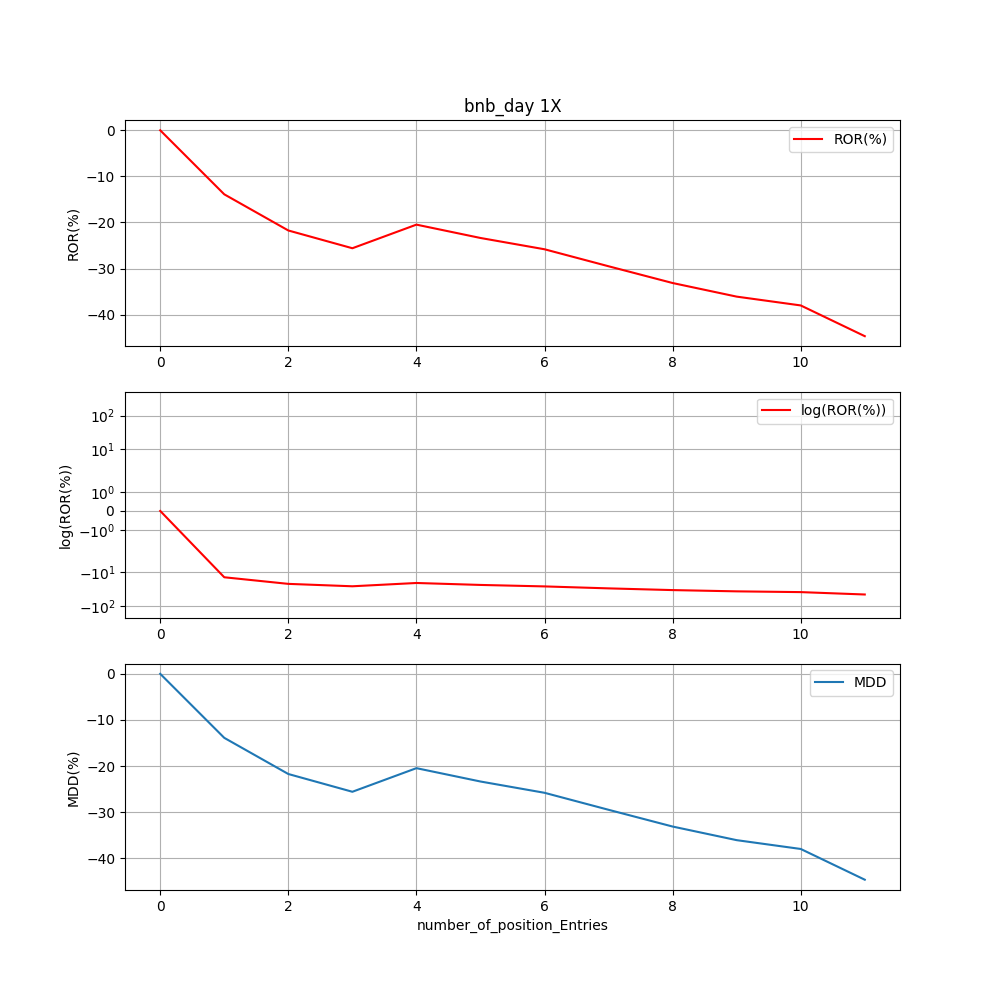 bnb_day 1X
0
−10
−20
−30
−40
ROR(%)
ROR(%)
0 2 4 6 8 10
10²
10¹
10⁰
0
−10⁰
−10¹
−10²
log(ROR(%))
log(ROR(%))
0 2 4 6 8 10
0
−10
−20
−30
−40
MDD(%)
MDD
0 2 4 6 8 10
number_of_position_Entries